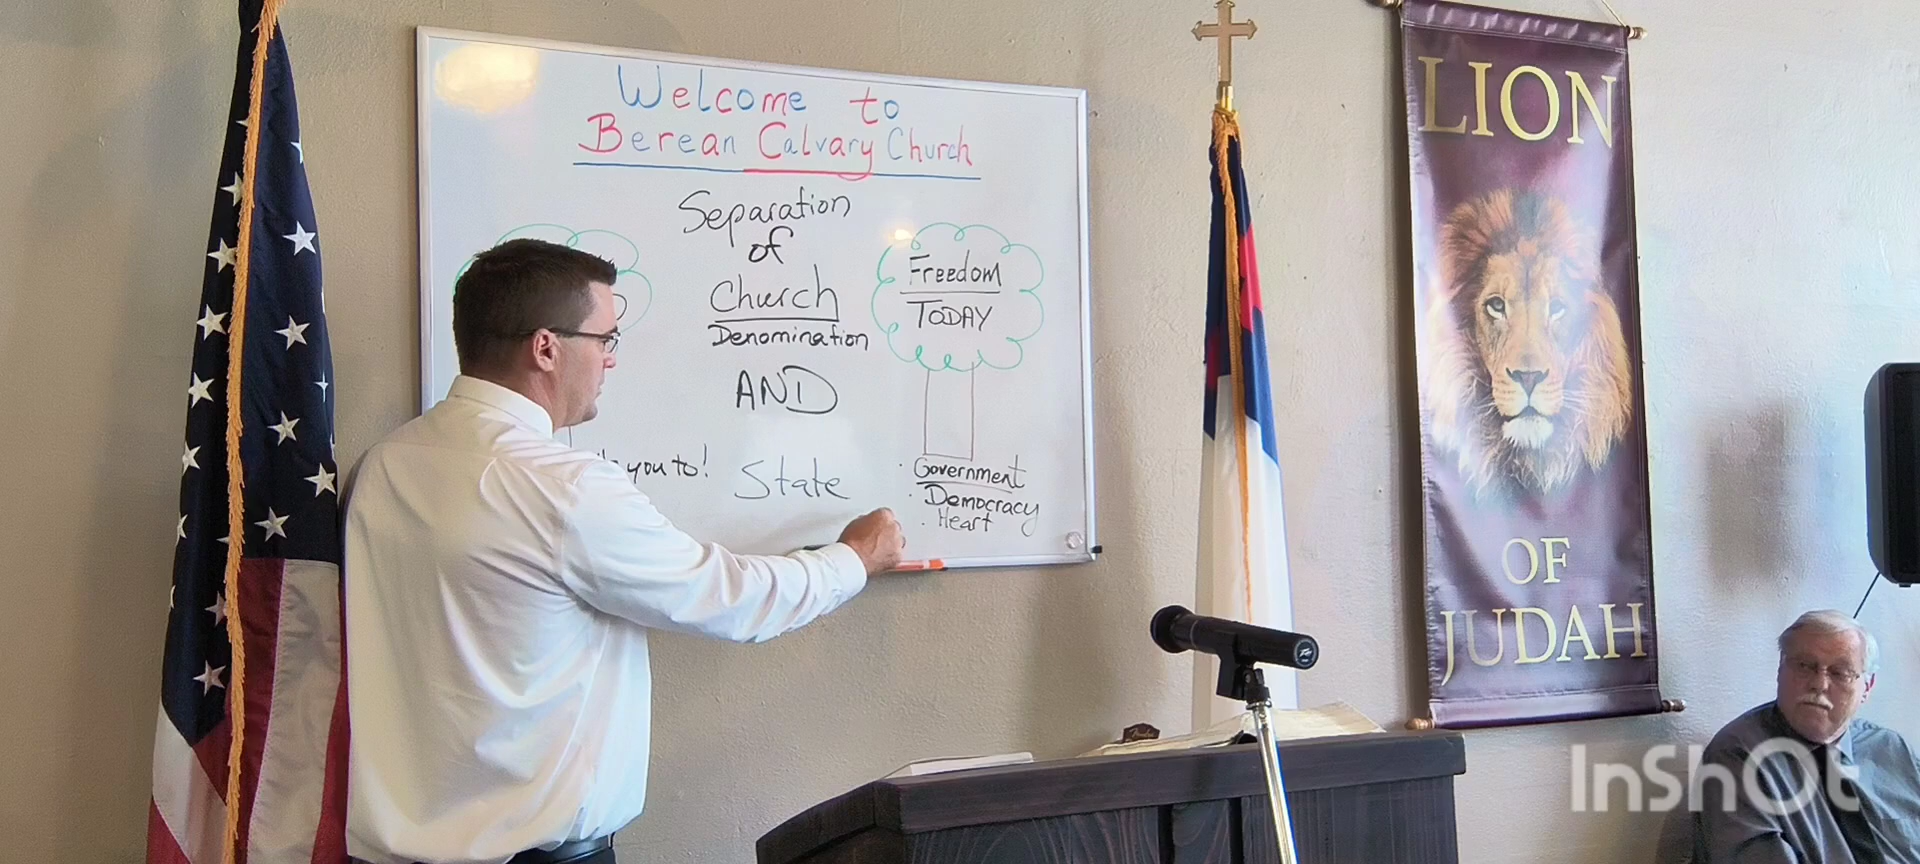 Welcome to
Berean Calvary Church
Separation
of
Church
Denomination
AND
State
you to!
Freedom
TODAY
Government
Democracy
Heart
LION
OF
JUDAH
InShOt